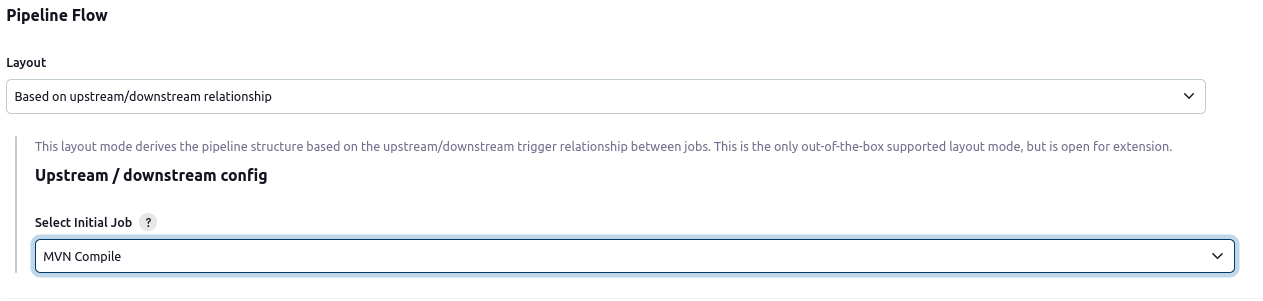 Pipeline Flow
Layout
Based on upstream/downstream relationship
This layout mode derives the pipeline structure based on the upstream/downstream trigger relationship between jobs. This is the only out-of-the-box supported layout mode, but is open for extension.
Upstream / downstream config
Select Initial Job ?
MVN Compile